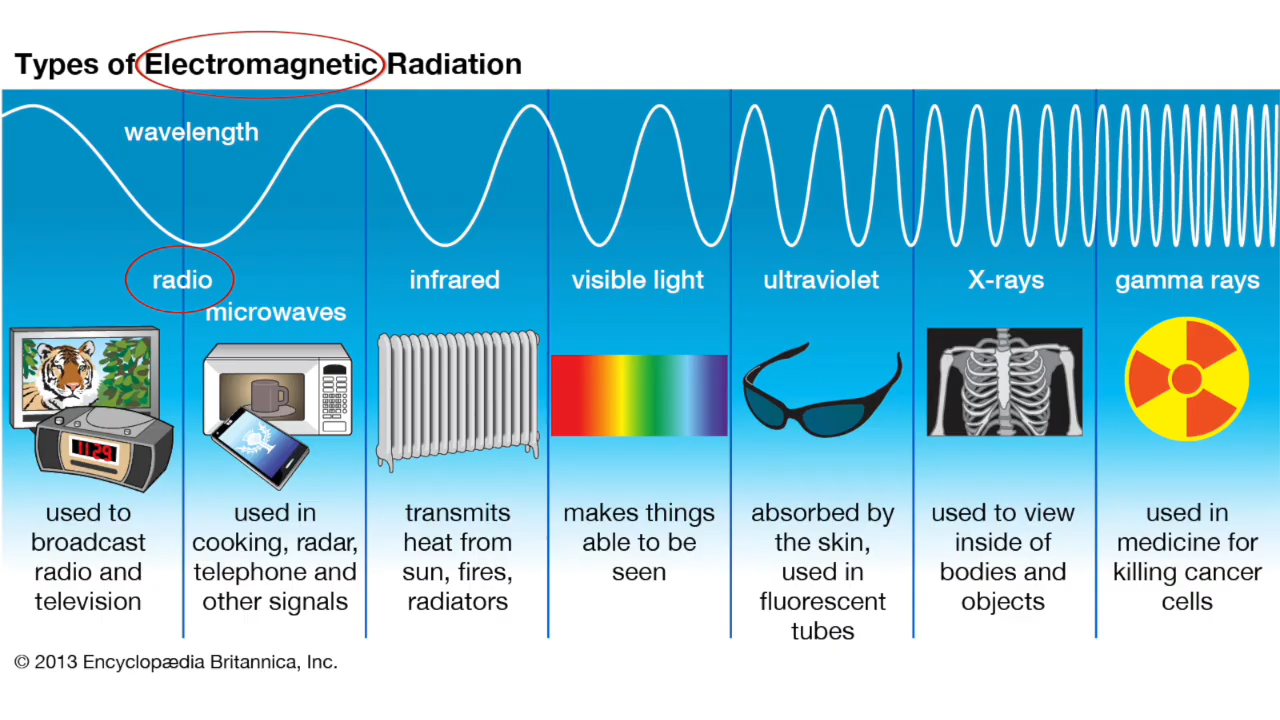 Types of Electromagnetic Radiation
wavelength
radio
microwaves
infrared
visible light
ultraviolet
X-rays
gamma rays
11:29
used to
broadcast
radio and
television
used in
cooking, radar,
telephone and
other signals
transmits
heat from
sun, fires,
radiators
makes things
able to be
seen
absorbed by
the skin,
used in
fluorescent
tubes
used to view
inside of
bodies and
objects
used in
medicine for
killing cancer
cells
© 2013 Encyclopædia Britannica, Inc.